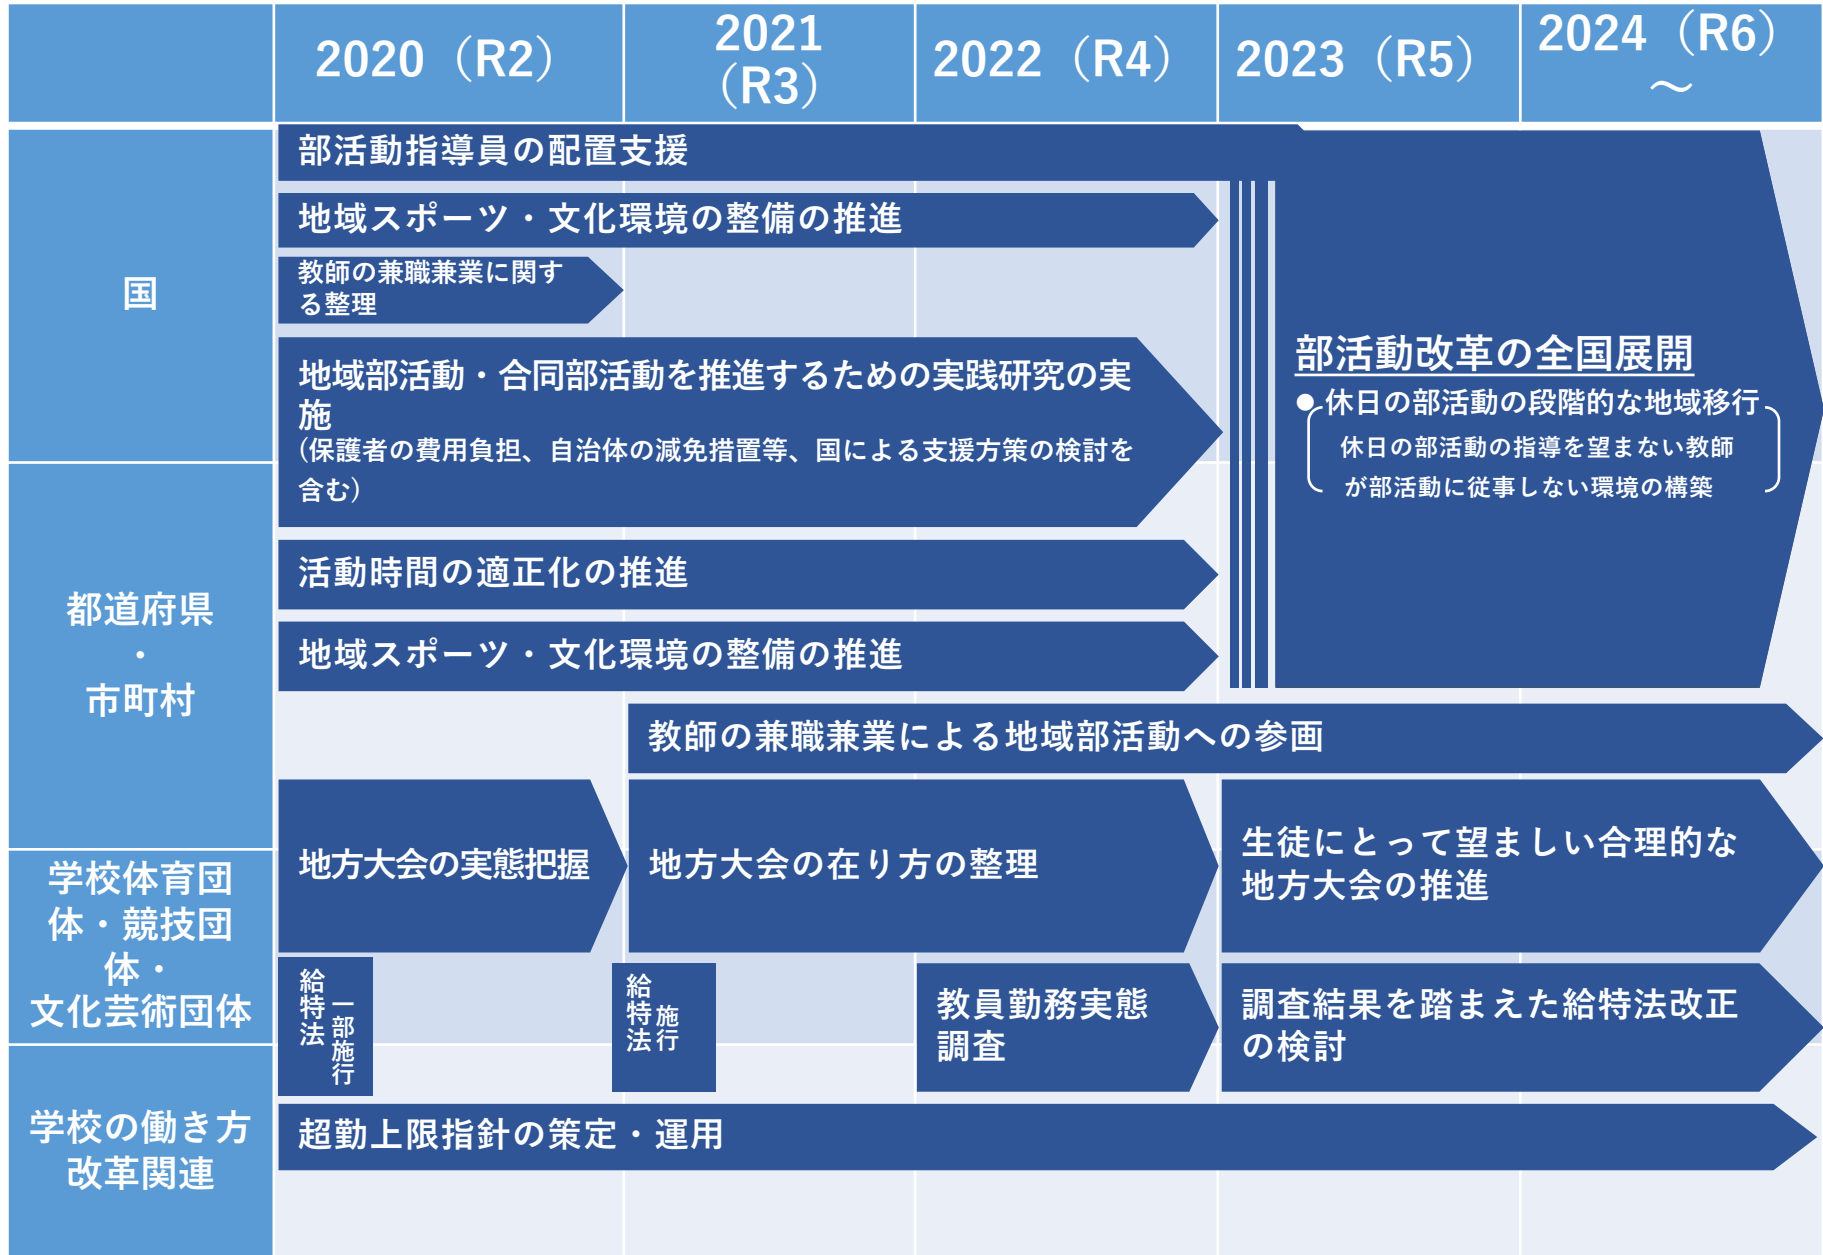 2020（R2）
2021
（R3）
2022（R4）
2023（R5）
2024（R6）
～
国
部活動指導員の配置支援
地域スポーツ・文化環境の整備の推進
教師の兼職兼業に関す
る整理
地域部活動・合同部活動を推進するための実践研究の実
施
(保護者の費用負担、自治体の減免措置等、国による支援方策の検討を
含む)
部活動改革の全国展開
●休日の部活動の段階的な地域移行
休日の部活動の指導を望まない教師
が部活動に従事しない環境の構築
都道府県
・
市町村
活動時間の適正化の推進
地域スポーツ・文化環境の整備の推進
教師の兼職兼業による地域部活動への参画
学校体育団
体・競技団
体・
文化芸術団体
地方大会の実態把握
地方大会の在り方の整理
生徒にとって望ましい合理的な
地方大会の推進
給特法
一部施行
給特法
施行
教員勤務実態
調査
調査結果を踏まえた給特法改正
の検討
学校の働き方
改革関連
超勤上限指針の策定・運用